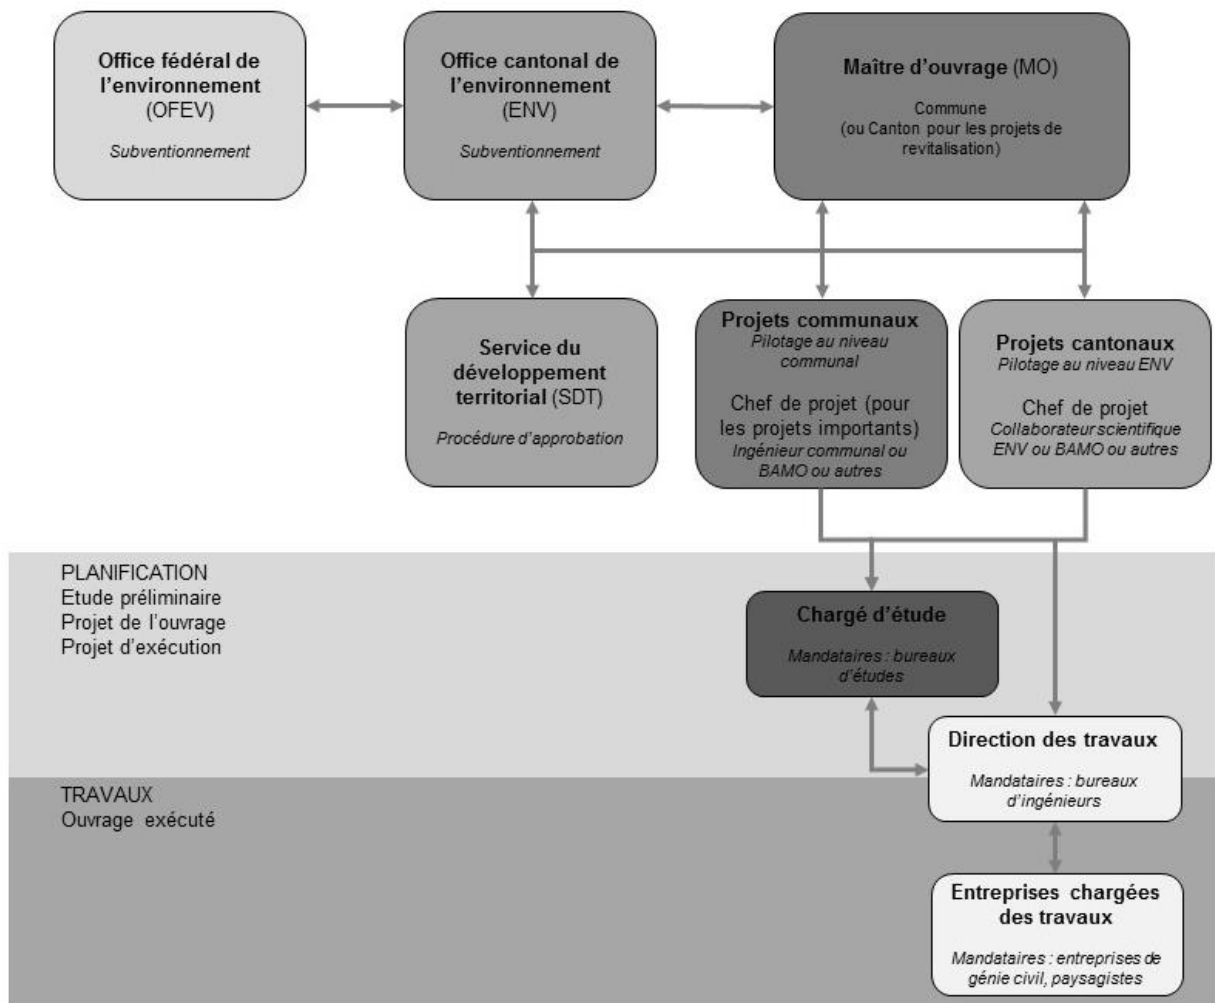 Office fédéral de
l'environnement
(OFEV)
Subventionnement
Office cantonal de
l'environnement
(ENV)
Subventionnement
Maître d'ouvrage (MO)
Commune
(ou Canton pour les projets de
revitalisation)
Service du
développement
territorial (SDT)
Procédure d'approbation
Projets communaux
Pilotage au niveau
communal
Chef de projet (pour
les projets importants)
Ingénieur communal ou
BAMO ou autres
Projets cantonaux
Pilotage au niveau ENV
Chef de projet
Collaborateur scientifique
ENV ou BAMO ou autres
PLANIFICATION
Etude préliminaire
Projet de l'ouvrage
Projet d'exécution
Chargé d'étude
Mandataires : bureaux
d'études
Direction des travaux
Mandataires : bureaux
d'ingénieurs
TRAVAUX
Ouvrage exécuté
Entreprises chargées
des travaux
Mandataires : entreprises de
génie civil, paysagistes